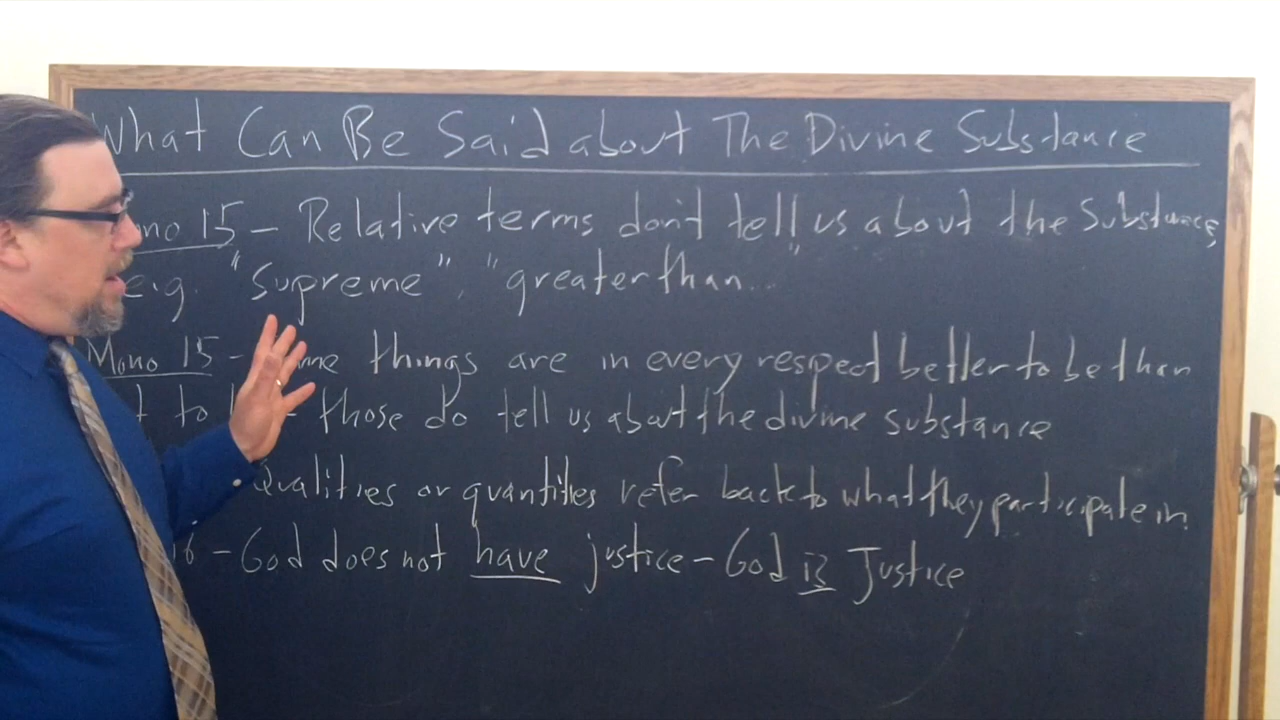 What Can Be Said about The Divine Substance
15 - Relative terms don't tell us about the Substance,
e.g. "Supreme", "greater than..."
Mono 15 - things are in every respect better to be than
to - those do tell us about the divine substance
Qualities or quantities refer back to what they participate in
16 - God does not have justice - God is Justice